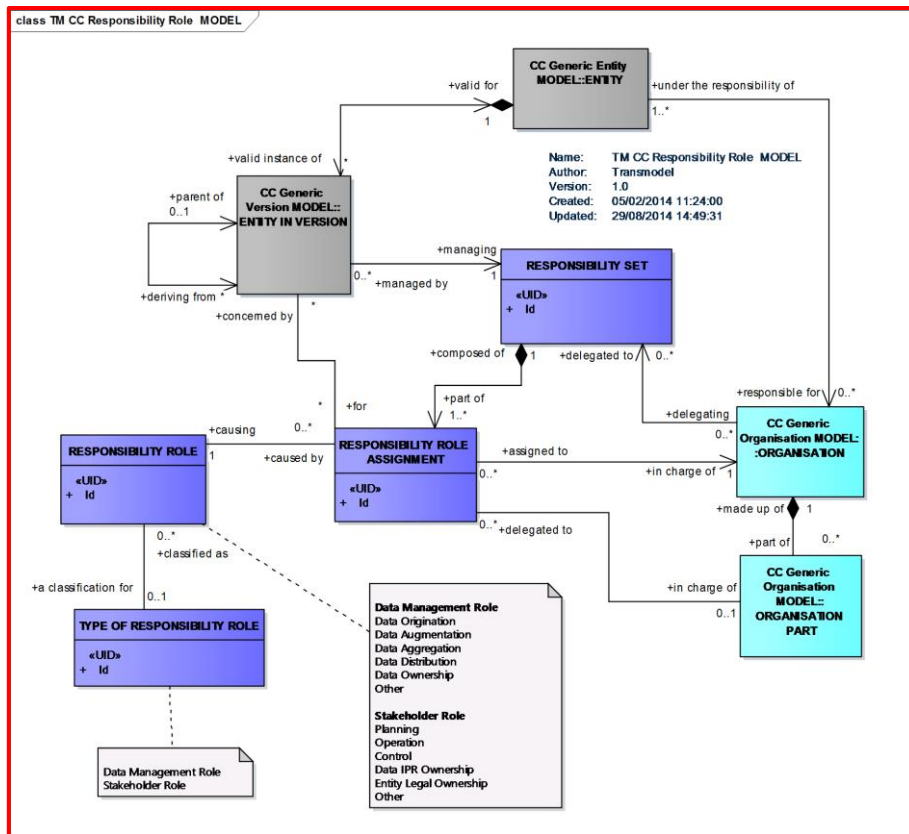 class TM CC Responsibility Role MODEL
CC Generic Entity
MODEL::ENTITY
+valid for
1
+under the responsibility of
1..*
+valid instance of
*
Name: TM CC Responsibility Role MODEL
Author: Transmodel
Version: 1.0
Created: 05/02/2014 11:24:00
Updated: 29/08/2014 14:49:31
CC Generic
Version MODEL::
ENTITY IN VERSION
+parent of
0..1
+deriving from *
+managing
1
0..*
+managed by
*
+concerned by
RESPONSIBILITY SET
«UID»
+ Id
+composed of
1
+delegated to
0..*
+part of
1..*
+responsible for
0..*
+delegating
0..*
CC Generic
Organisation MODEL:
:ORGANISATION
*
+for
+causing
1
0..*
+caused by
RESPONSIBILITY ROLE
«UID»
+ Id
RESPONSIBILITY ROLE
ASSIGNMENT
«UID»
+ Id
+assigned to
0..*
+in charge of
1
0..*
+delegated to
+made up of
1
+part of
0..*
0..*
+classified as
+a classification for
0..1
+in charge of
0..1
CC Generic
Organisation
MODEL::
ORGANISATION
PART
TYPE OF RESPONSIBILITY ROLE
«UID»
+ Id
Data Management Role
Data Origination
Data Augmentation
Data Aggregation
Data Distribution
Data Ownership
Other
Stakeholder Role
Planning
Operation
Control
Data IPR Ownership
Entity Legal Ownership
Other
Data Management Role
Stakeholder Role